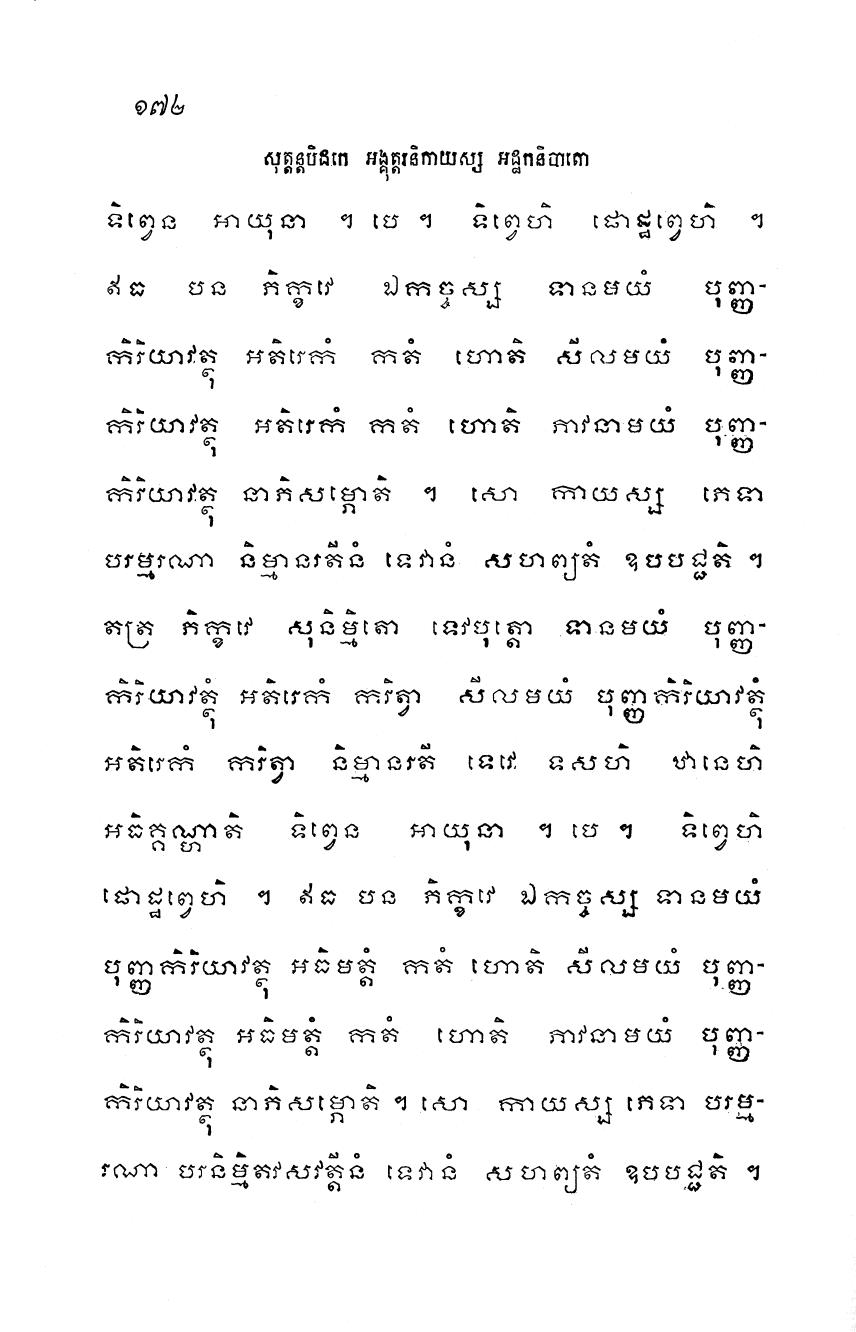 ១៧២
សុត្តន្តបិដកេ អង្គុត្តរនិកាយស្ស អដ្ឋកនិបាតោ
ទិព្វេន អាយុនា ។ បេ ។ ទិព្វេហិ ផោដ្ឋព្វេហិ ។
ឥធ បន ភិក្ខវេ ឯកច្ចស្ស ទានមយំ បុញ្ញ-
កិរិយាវត្ថុ អតិរេកំ កតំ ហោតិ សីលមយំ បុញ្ញ-
កិរិយាវត្ថុ អតិរេកំ កតំ ហោតិ ភាវនាមយំ បុញ្ញ-
កិរិយាវត្ថុ នាភិសម្ភោតិ ។ សោ កាយស្ស ភេទា
បរម្មរណា និម្មានរតីនំ ទេវានំ សហព្យតំ ឧបបជ្ជតិ ។
តត្រ ភិក្ខវេ សុនិម្មិតោ ទេវបុត្តោ ទានមយំ បុញ្ញ-
កិរិយាវត្ថុំ អតិរេកំ ករិត្វា សីលមយំ បុញ្ញកិរិយាវត្ថុំ
អតិរេកំ ករិត្វា និម្មានរតី ទេវេ ទសហិ ឋានេហិ
អធិគ្គណ្ហាតិ ទិព្វេន អាយុនា ។ បេ ។ ទិព្វេហិ
ផោដ្ឋព្វេហិ ។ ឥធ បន ភិក្ខវេ ឯកច្ចស្ស ទានមយំ
បុញ្ញកិរិយាវត្ថុ អធិមត្តំ កតំ ហោតិ សីលមយំ បុញ្ញ-
កិរិយាវត្ថុ អធិមត្តំ កតំ ហោតិ ភាវនាមយំ បុញ្ញ-
កិរិយាវត្ថុ នាភិសម្ភោតិ ។ សោ កាយស្ស ភេទា បរម្ម-
រណា បរនិម្មិតវសវត្តីនំ ទេវានំ សហព្យតំ ឧបបជ្ជតិ ។